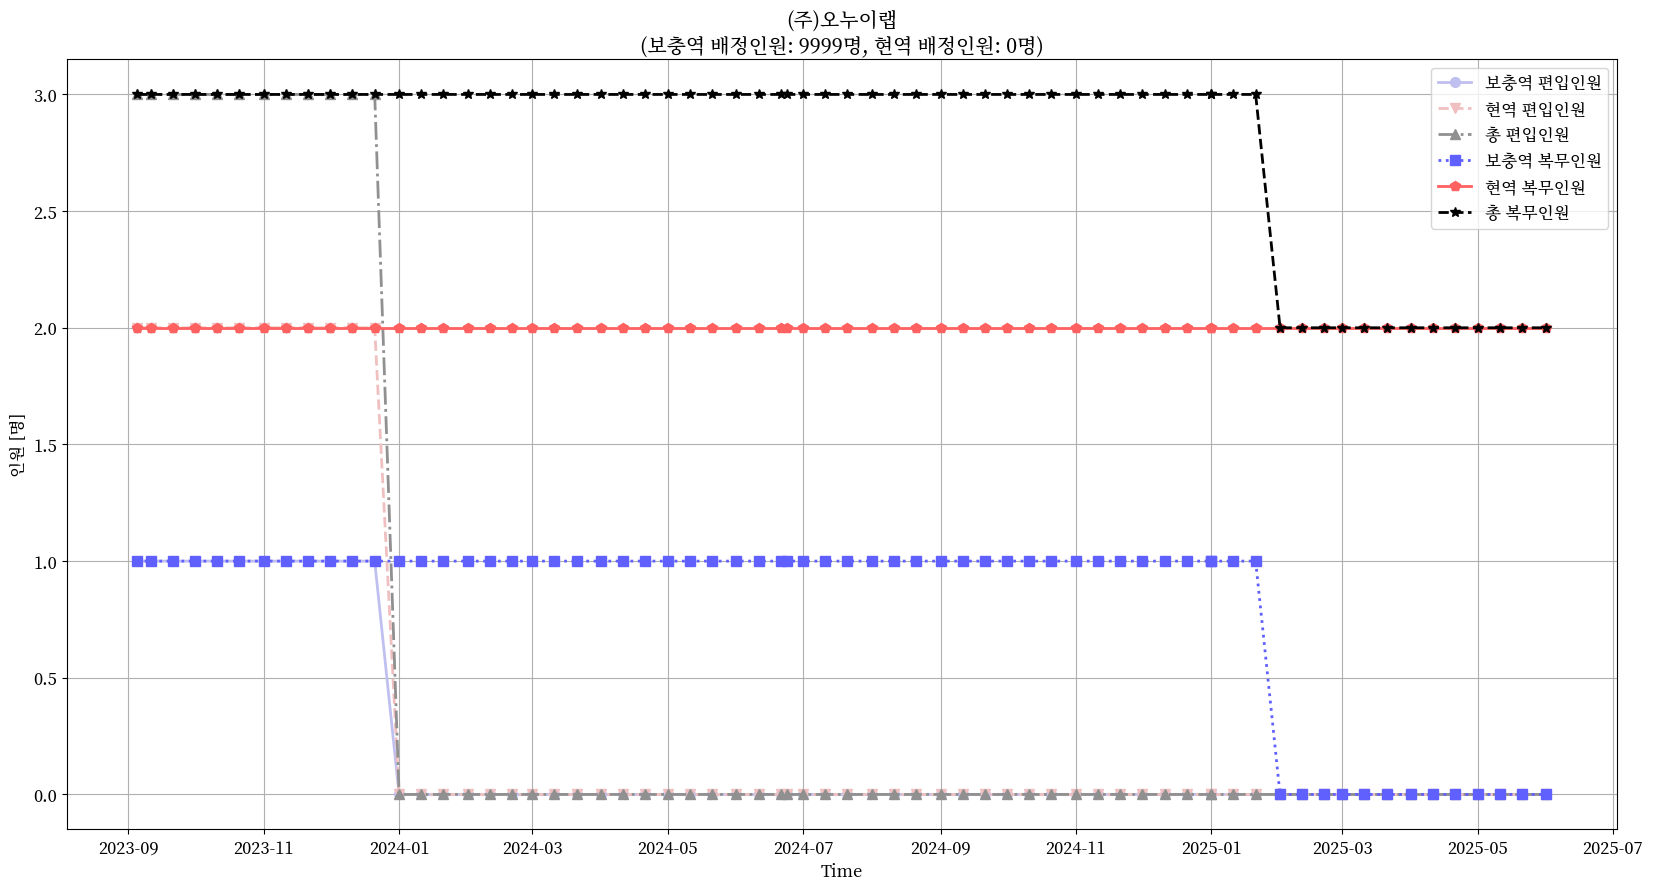 (주)오누이랩
(보충역 배정인원: 9999명, 현역 배정인원: 0명)
보충역 편입인원
현역 편입인원
총 편입인원
보충역 복무인원
현역 복무인원
총 복무인원
인원 [명]
3.0
2.5
2.0
1.5
1.0
0.5
0.0
2023-09
2023-11
2024-01
2024-03
2024-05
2024-07
2024-09
2024-11
2025-01
2025-03
2025-05
2025-07
Time